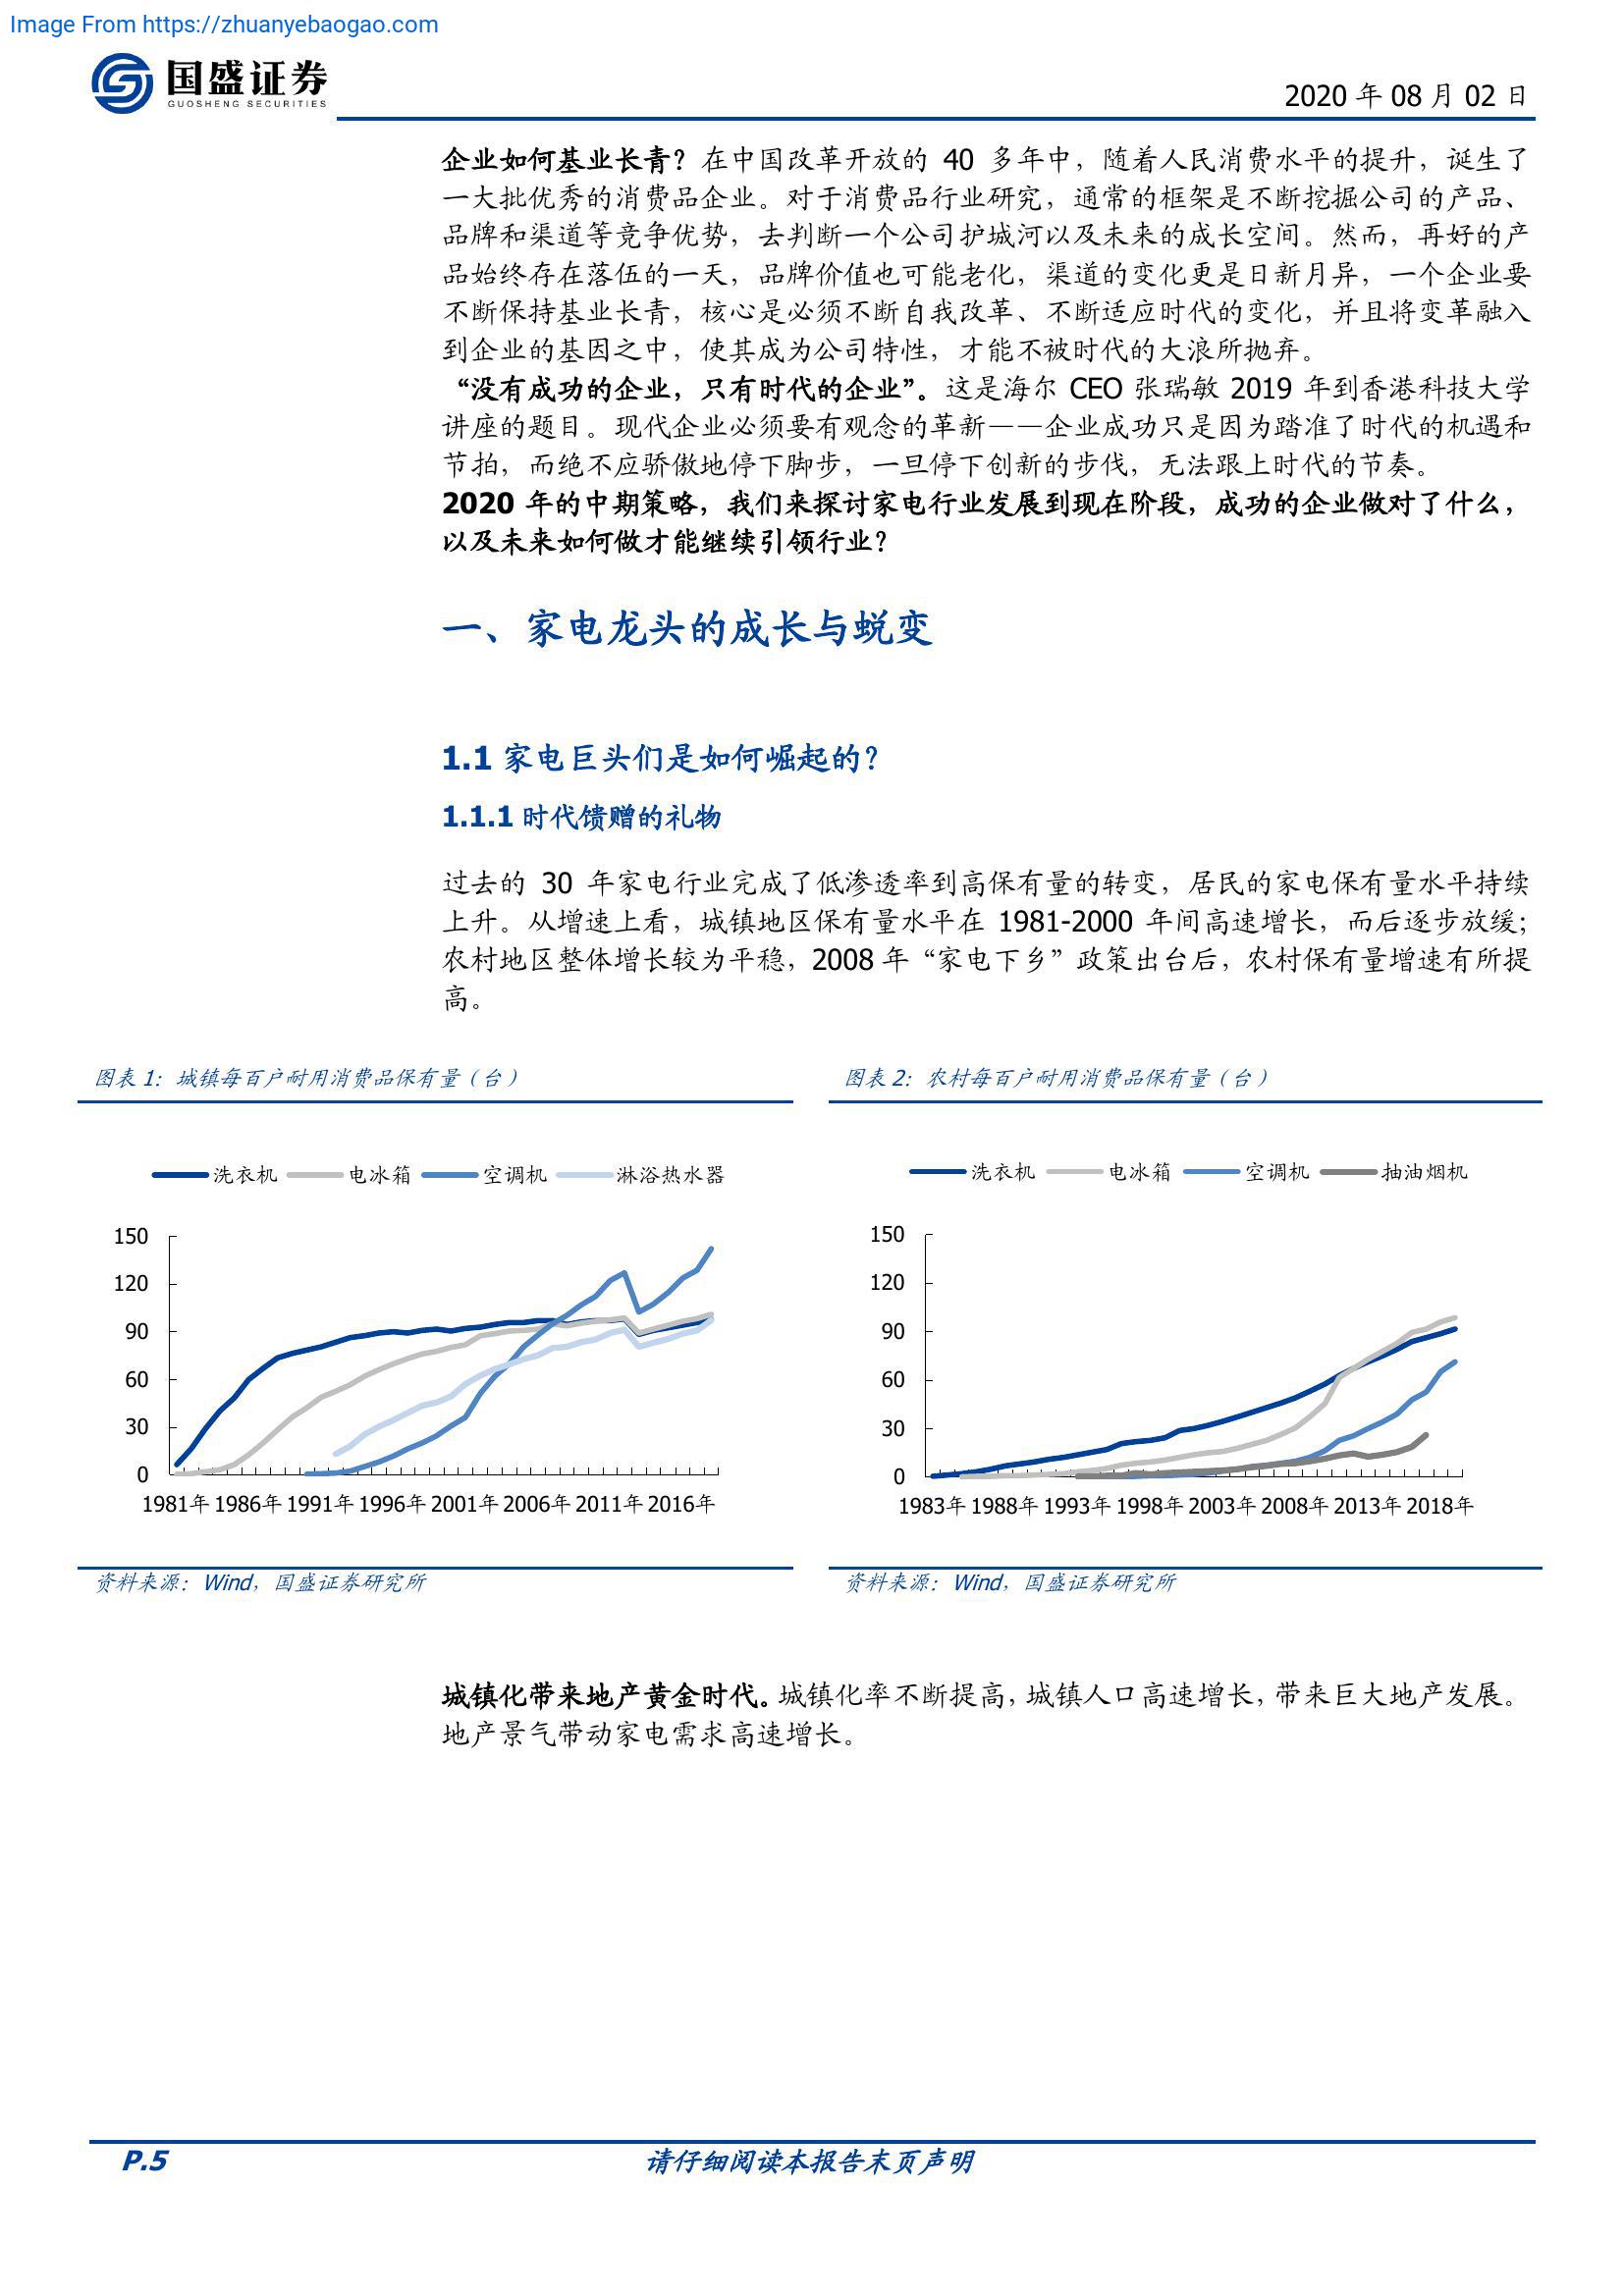 Image From https://zhuanyebaogao.com
国盛证券
GUOSHENG SECURITIES
2020 年 08 月 02 日
企业如何基业长青？在中国改革开放的 40 多年中，随着人民消费水平的提升，诞生了
一大批优秀的消费品企业。对于消费品行业研究，通常的框架是不断挖掘公司的产品、
品牌和渠道等竞争优势，去判断一个公司护城河以及未来的成长空间。然而，再好的产
品始终存在落伍的一天，品牌价值也可能老化，渠道的变化更是日新月异，一个企业要
不断保持基业长青，核心是必须不断自我改革、不断适应时代的变化，并且将变革融入
到企业的基因之中，使其成为公司特性，才能不被时代的大浪所抛弃。
“没有成功的企业，只有时代的企业”。这是海尔 CEO 张瑞敏 2019 年到香港科技大学
讲座的题目。现代企业必须要有观念的革新——企业成功只是因为踏准了时代的机遇和
节拍，而绝不应骄傲地停下脚步，一旦停下创新的步伐，无法跟上时代的节奏。
2020 年的中期策略，我们来探讨家电行业发展到现在阶段，成功的企业做对了什么，
以及未来如何做才能继续引领行业？
一、家电龙头的成长与蜕变
1.1 家电巨头们是如何崛起的？
1.1.1 时代馈赠的礼物
过去的 30 年家电行业完成了低渗透率到高保有量的转变，居民的家电保有量水平持续
上升。从增速上看，城镇地区保有量水平在 1981-2000 年间高速增长，而后逐步放缓；
农村地区整体增长较为平稳，2008 年“家电下乡”政策出台后，农村保有量增速有所提
高。
图表 1：城镇每百户耐用消费品保有量（台）
洗衣机 电冰箱 空调机 淋浴热水器
150
120
90
60
30
0
1981年 1986年 1991年 1996年 2001年 2006年 2011年 2016年
资料来源：Wind，国盛证券研究所
图表 2：农村每百户耐用消费品保有量（台）
洗衣机 电冰箱 空调机 抽油烟机
150
120
90
60
30
0
1983年 1988年 1993年 1998年 2003年 2008年 2013年 2018年
资料来源：Wind，国盛证券研究所
城镇化带来地产黄金时代。城镇化率不断提高，城镇人口高速增长，带来巨大地产发展。
地产景气带动家电需求高速增长。
P.5
请仔细阅读本报告末页声明